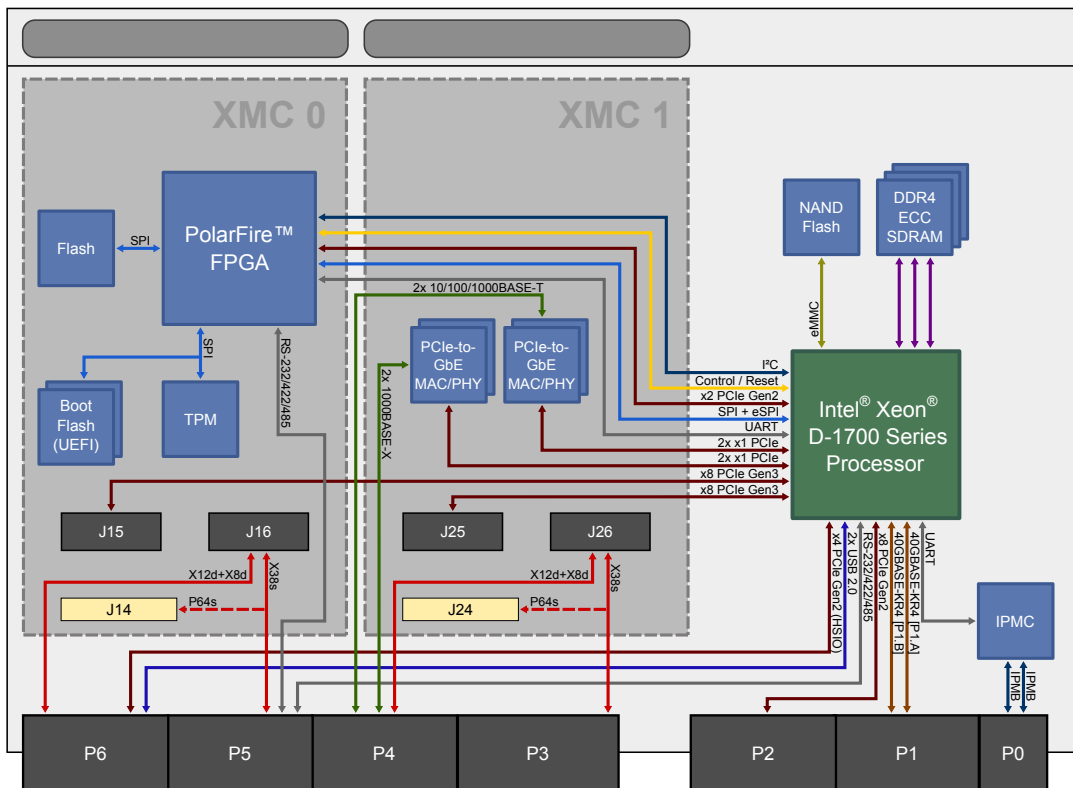 XMC 0
XMC 1
PolarFire™
FPGA
Flash
SPI
NAND
Flash
DDR4
ECC
SDRAM
2x 10/100/1000BASE-T
eMMC
SPI
RS-232/422/485
2x 1000BASE-X
PCIe-to-
GbE
MAC/PHY
PCIe-to-
GbE
MAC/PHY
Boot
Flash
(UEFI)
TPM
I²C
Control / Reset
x2 PCIe Gen2
SPI + eSPI
UART
2x x1 PCIe
2x x1 PCIe
x8 PCIe Gen3
x8 PCIe Gen3
Intel® Xeon®
D-1700 Series
Processor
J15
J16
J25
J26
X12d+X8d
X38s
X12d+X8d
X38s
P64s
J14
P64s
J24
x4 PCIe Gen2 (HSIO)
2x USB 2.0
RS-232/422/485
x8 PCIe Gen2
40GBASE-KR4 [P1.B]
40GBASE-KR4 [P1.A]
UART
IPMC
IPMB
IPMB
P6
P5
P4
P3
P2
P1
P0